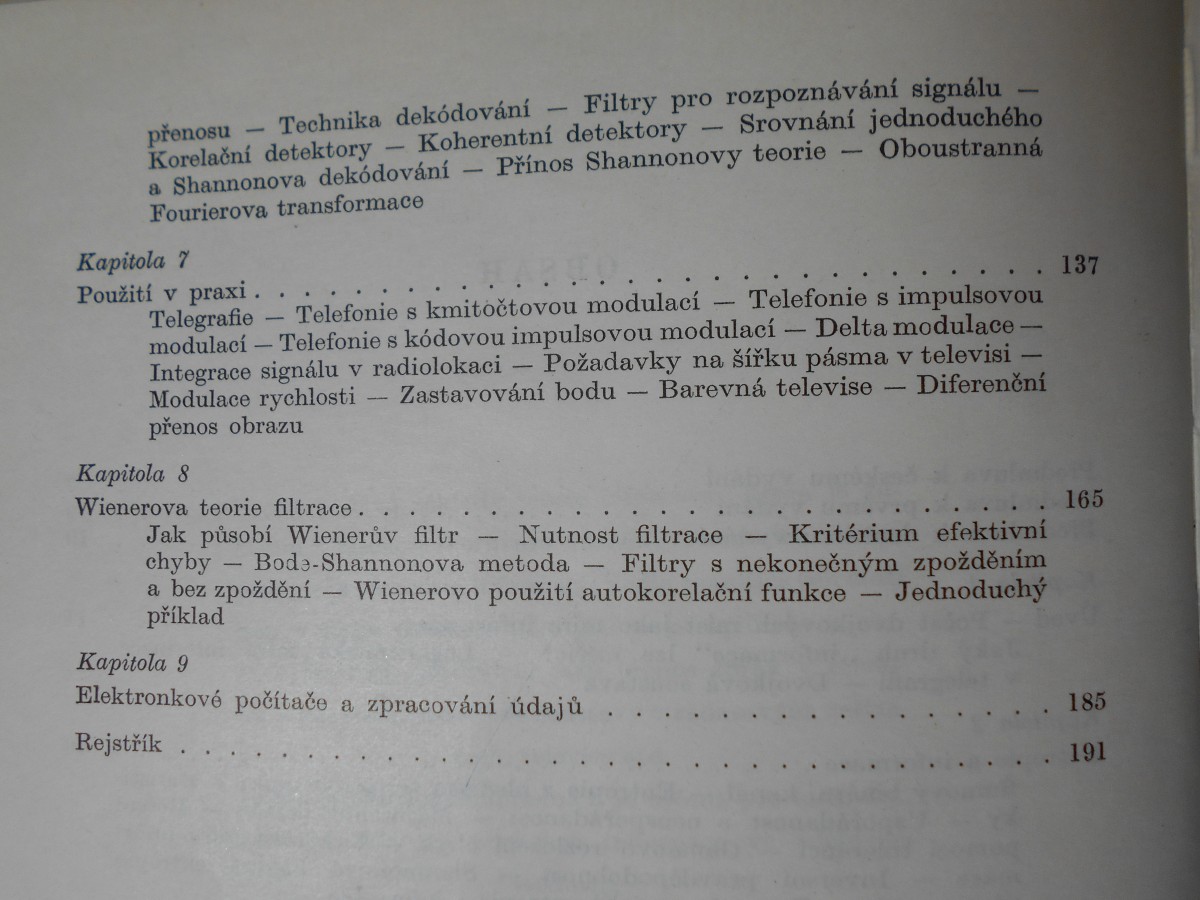 přenosu — Technika dekódování — Filtry pro rozpoznávání signálu —
Korelační detektory — Koherentní detektory — Srovnání jednoduchého
a Shannonova dekódování — Přínos Shannonovy teorie — Oboustranná
Fourierova transformace
Kapitola 7
Použití v praxi . . . . . . . . . . . . . . . . . . . . . . . . 137
Telegrafie — Telefonie s kmitočtovou modulací — Telefonie s impulsovou
modulací — Telefonie s kódovou impulsovou modulací — Delta modulace —
Integrace signálu v radiolokaci — Požadavky na šířku pásma v televisi —
Modulace rychlosti — Zastavování bodu — Barevná televise — Diferenční
přenos obrazu
Kapitola 8
Wienerova teorie filtrace . . . . . . . . . . . . . . . . . . . . 165
Jak působí Wienerův filtr — Nutnost filtrace — Kritérium efektivní
chyby — Bode-Shannonova metoda — Filtry s nekonečným zpožděním
a bez zpoždění — Wienerovo použití autokorelační funkce — Jednoduchý
příklad
Kapitola 9
Elektronkové počítače a zpracování údajů . . . . . . . . . . . . 185
Rejstřík . . . . . . . . . . . . . . . . . . . . . . . . . . . 191
OBSAH